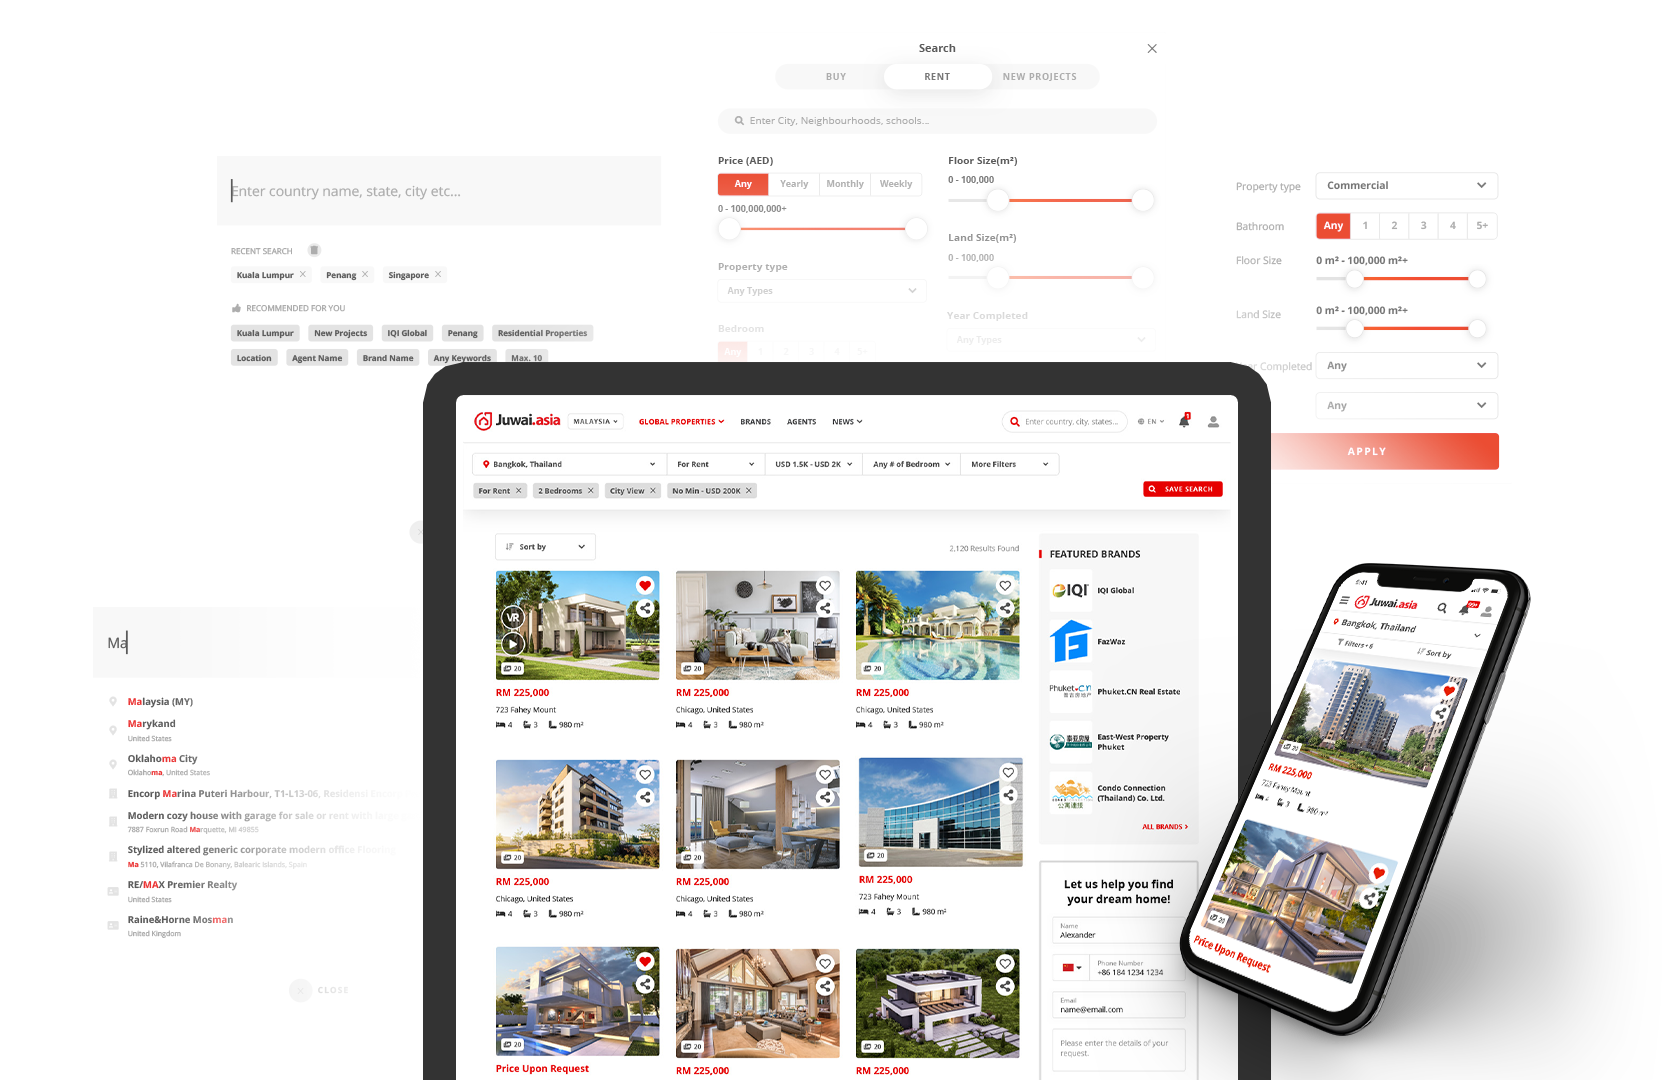 Search
BUY
RENT
NEW PROJECTS
Enter City, Neighbourhoods, schools...
Price (AED)
Any
Yearly
Monthly
Weekly
0 - 100,000,000+
Property type
Any Types
Bedroom
Any 1 2 3 4 5+
Floor Size(m²)
0 - 100,000
Land Size(m²)
0 - 100,000
Year Completed
Any Types
Enter country name, state, city etc...
RECENT SEARCH
Kuala Lumpur
Penang
Singapore
RECOMMENDED FOR YOU
Kuala Lumpur
New Projects
IQI Global
Penang
Residential Properties
Location
Agent Name
Brand Name
Any Keywords
Max. 10
Property type
Commercial
Bathroom
Any 1 2 3 4 5+
Floor Size
0 m² - 100,000 m²+
Land Size
0 m² - 100,000 m²+
Completed
Any
Any
APPLY
Ma
Malaysia (MY)
Marykand
United States
Oklahoma City
Oklahoma, United States
Encorp Marina Puteri Harbour, T1-L13-06,
Modern cozy house with garage for sale or rent with
7887 Foxrun Road Marquette, MI 49855
Stylized altered generic corporate modern office
Ma 5110, Vilafranca De Bonany, Balearic Islands, Spain
RE/MAX Premier Realty
United States
Raine&Horne Mosman
United Kingdom
CLOSE
Juwai.asia
MALAYSIA
GLOBAL PROPERTIES
BRANDS
AGENTS
NEWS
Enter country, city, states...
EN
1
Bangkok, Thailand
For Rent
USD 1.5K - USD 2K
Any # of Bedroom
More Filters
For Rent
2 Bedrooms
City View
No Min - USD 200K
SAVE SEARCH
Sort by
2,120 Results Found
VR
20
RM 225,000
723 Fahey Mount
4 3 980 m²
20
RM 225,000
Chicago, United States
4 3 980 m²
20
RM 225,000
Chicago, United States
4 3 980 m²
20
RM 225,000
Chicago, United States
4 3 980 m²
20
RM 225,000
Chicago, United States
4 3 980 m²
20
RM 225,000
723 Fahey Mount
4 3 980 m²
20
Price Upon Request
20
RM 225,000
20
RM 225,000
FEATURED BRANDS
IQI
IQI Global
FazWaz
Phuket.cn
Phuket.CN Real Estate
East-West Property
Phuket
Condo Connection
(Thailand) Co. Ltd.
ALL BRANDS
Let us help you find
your dream home!
Name
Alexander
Phone Number
+86 184 1234 1234
Email
name@email.com
Please enter the details of your
request.
9:41
Juwai.asia
Bangkok, Thailand
Filters • 8
Sort by
20
RM 225,000
723 Fahey Mount
4 3 980 m²
20
Price Upon Request